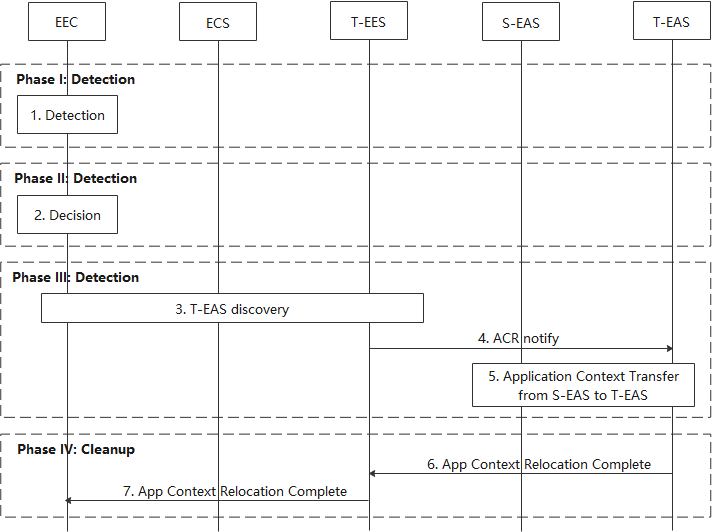 EEC
ECS
T-EES
S-EAS
T-EAS
Phase I: Detection
1. Detection
Phase II: Detection
2. Decision
Phase III: Detection
3. T-EAS discovery
4. ACR notify
5. Application Context Transfer
from S-EAS to T-EAS
Phase IV: Cleanup
6. App Context Relocation Complete
7. App Context Relocation Complete